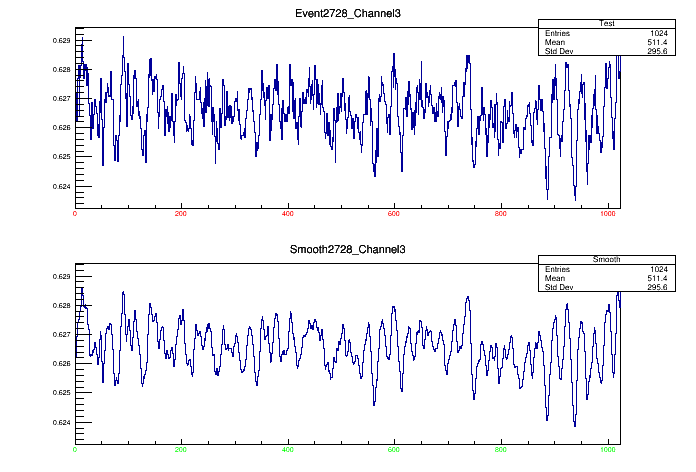 Event2728_Channel3
Test
Entries 1024
Mean 511.4
Std Dev 295.6
0.629
0.628
0.627
0.626
0.625
0.624
0 200 400 600 800 1000
Smooth2728_Channel3
Smooth
Entries 1024
Mean 511.4
Std Dev 295.6
0.629
0.628
0.627
0.626
0.625
0.624
0 200 400 600 800 1000